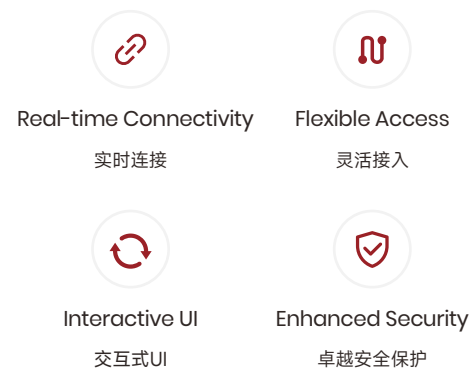 Real-time Connectivity
实时连接
Flexible Access
灵活接入
Interactive UI
交互式UI
Enhanced Security
卓越安全保护